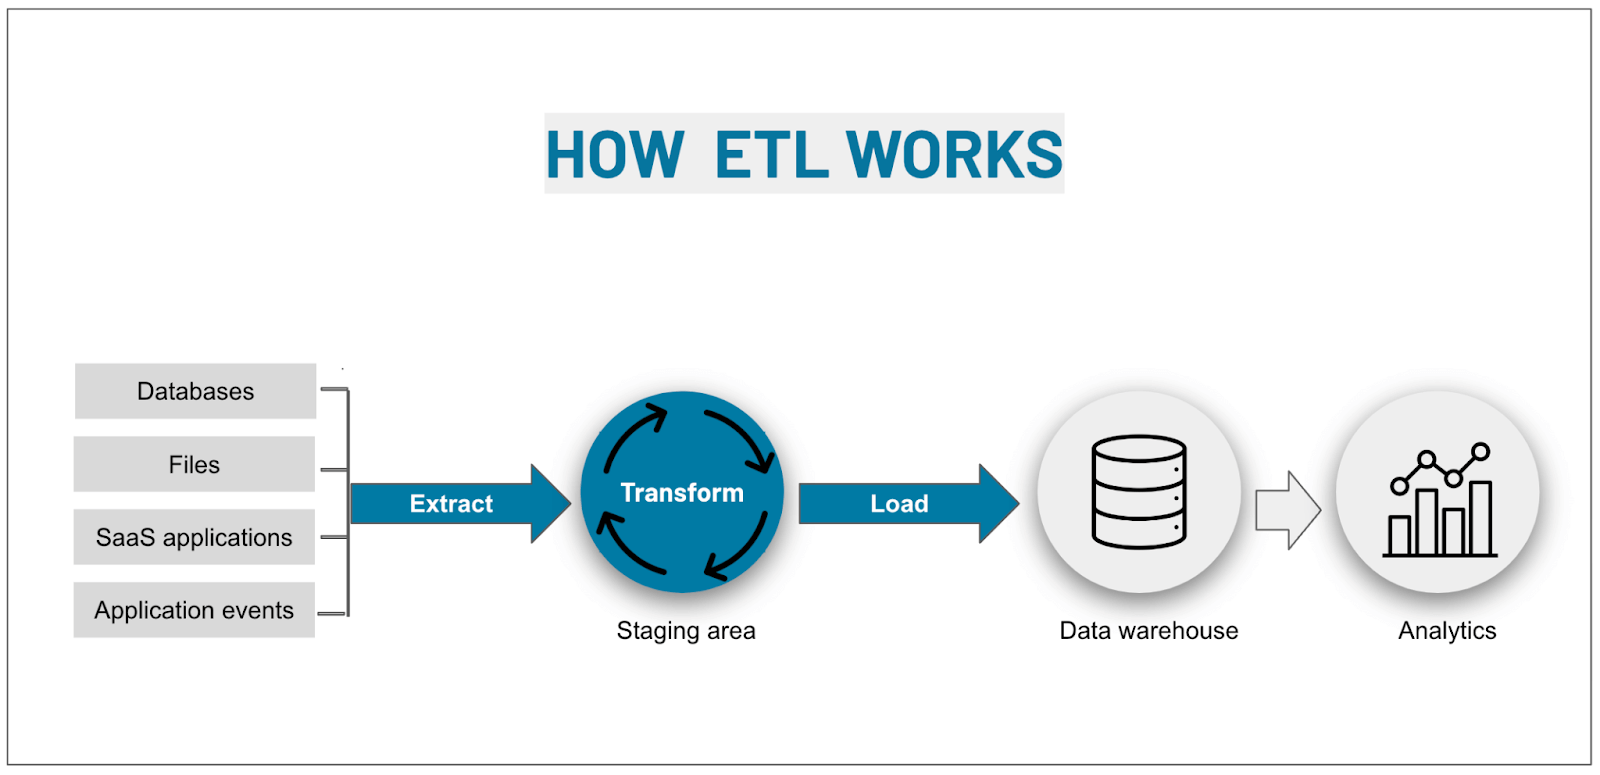 HOW ETL WORKS
Databases
Files
SaaS applications
Application events
Extract
Transform
Staging area
Load
Data warehouse
Analytics